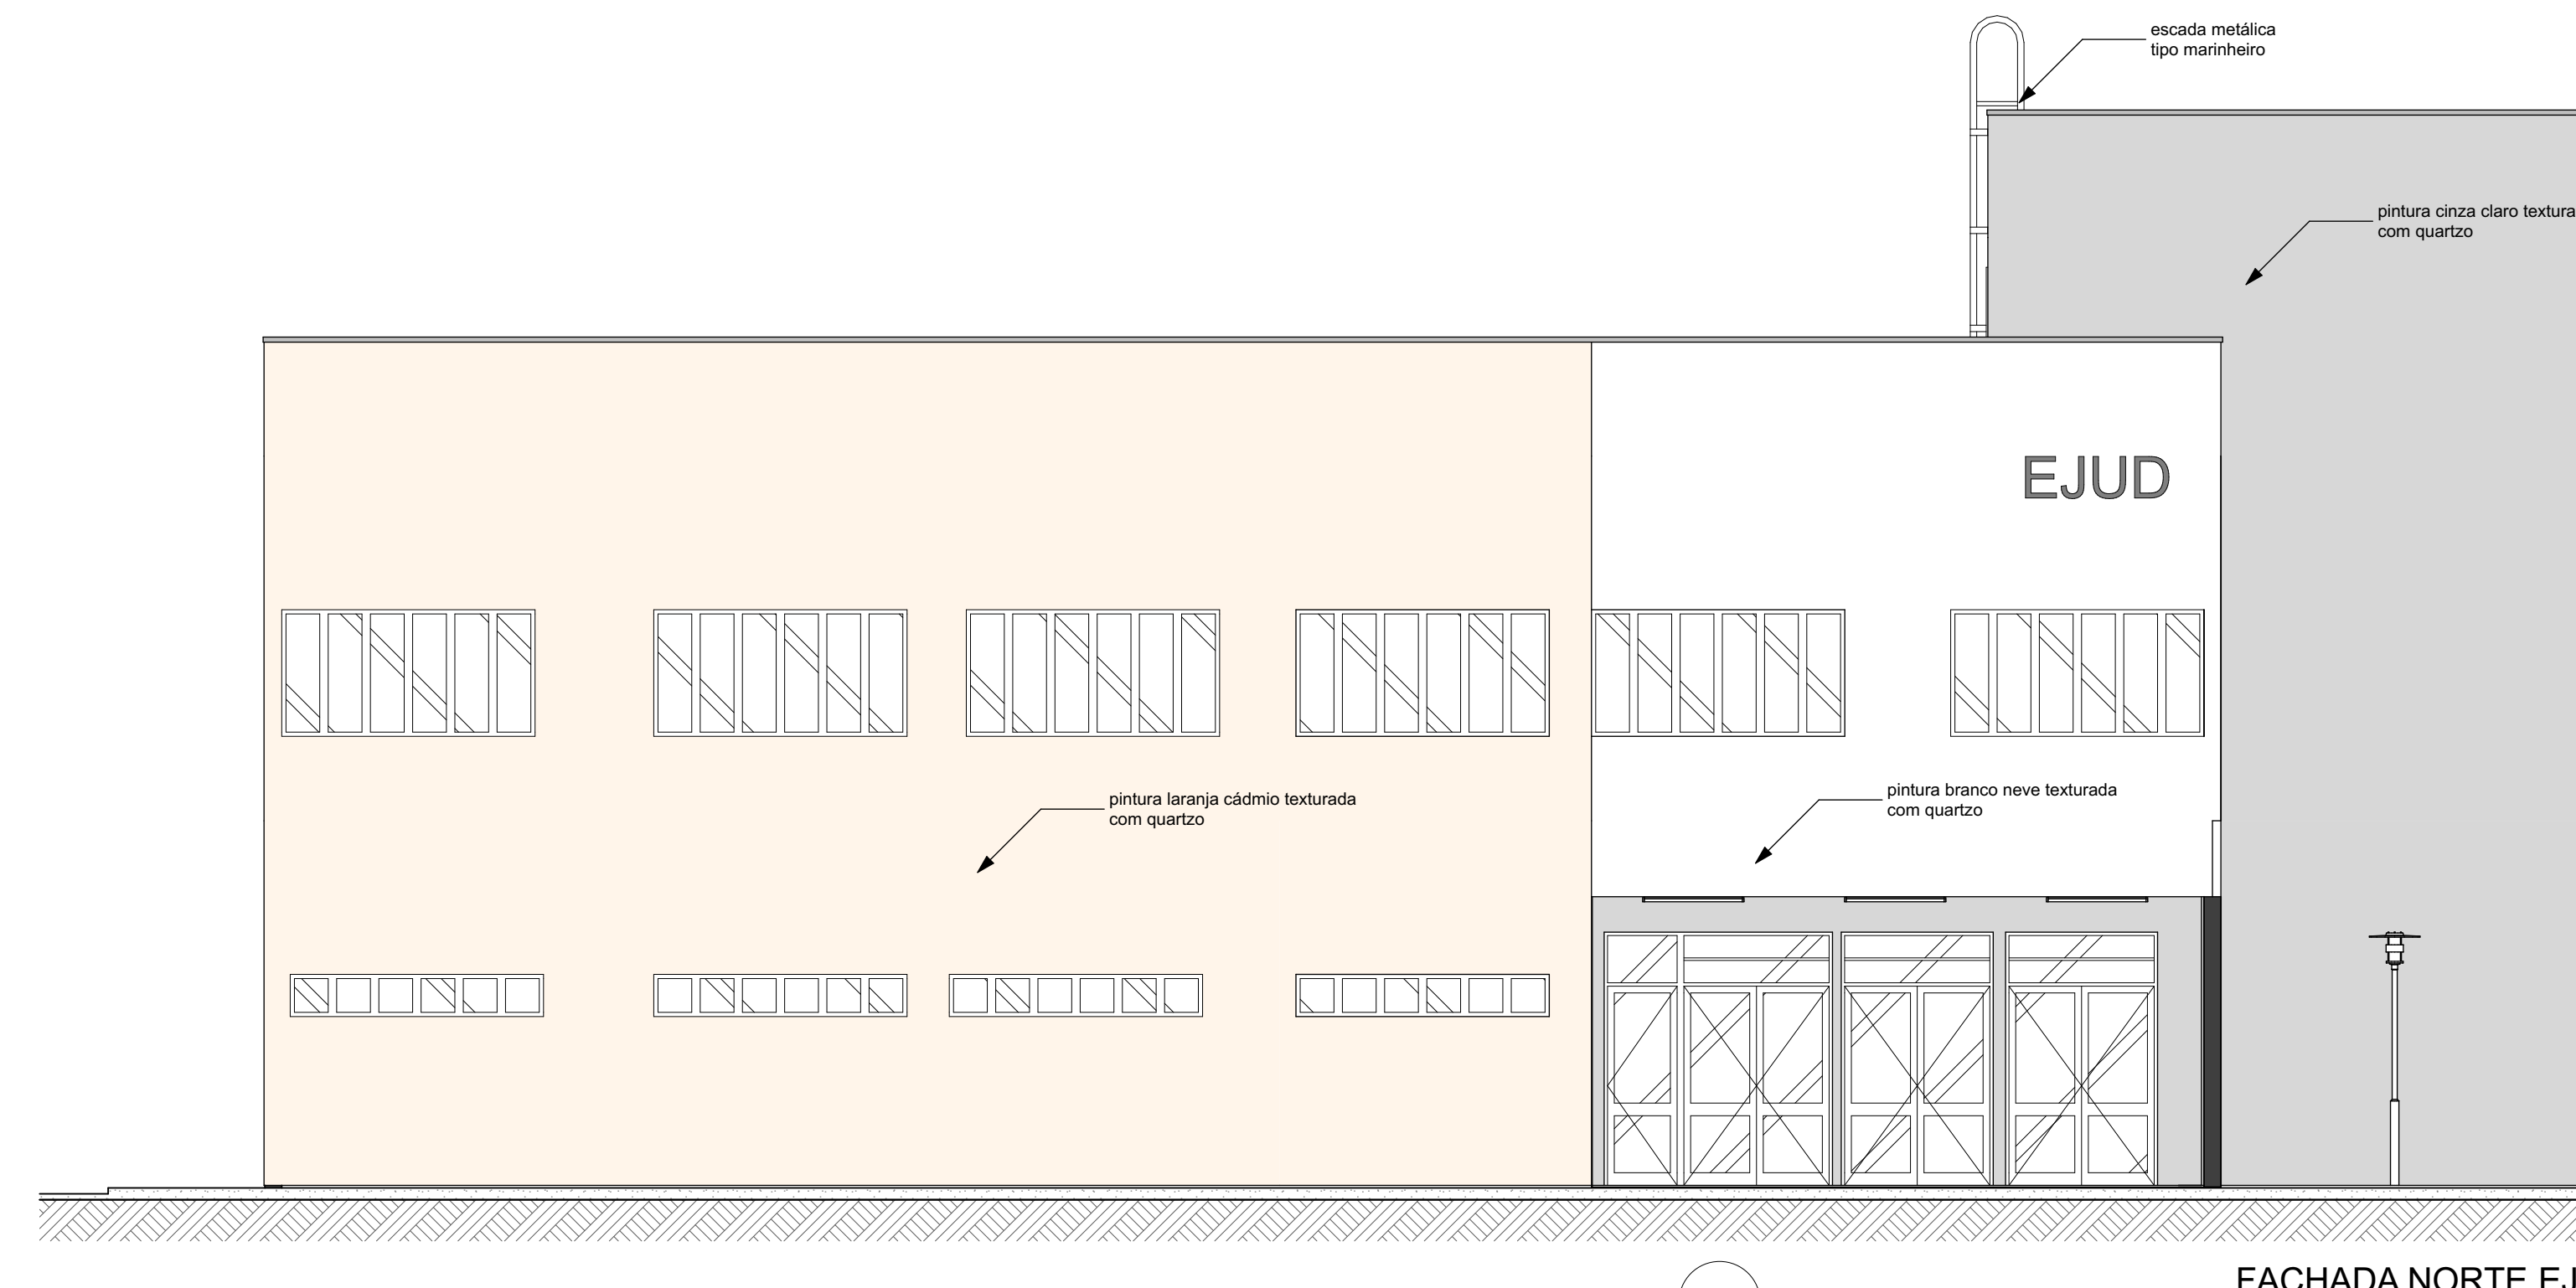 escada metálica
tipo marinheiro
pintura cinza claro textura
com quartzo
EJUD
pintura laranja cádmio texturada
com quartzo
pintura branco neve texturada
com quartzo
FACHADA NORTE EJ